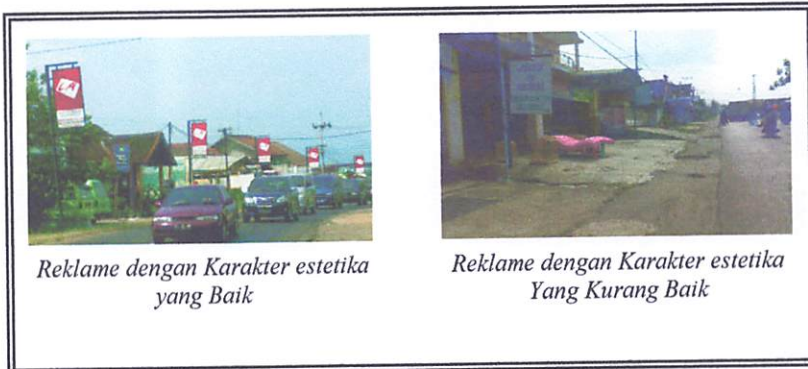 Reklame dengan Karakter estetika
yang Baik
Reklame dengan Karakter estetika
Yang Kurang Baik